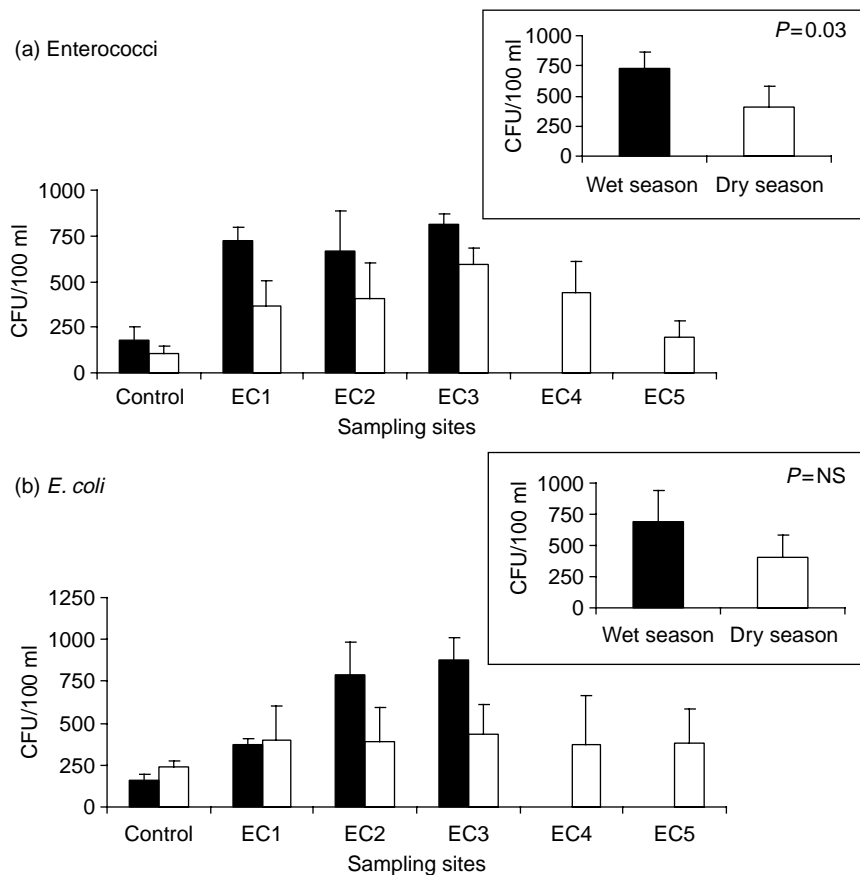 (a) Enterococci
P=0.03
CFU/100 ml
1000
750
500
250
0
Wet season Dry season
CFU/100 ml
1000
750
500
250
0
Control EC1 EC2 EC3 EC4 EC5
Sampling sites
(b) E. coli
P=NS
CFU/100 ml
1000
750
500
250
0
Wet season Dry season
CFU/100 ml
1250
1000
750
500
250
0
Control EC1 EC2 EC3 EC4 EC5
Sampling sites